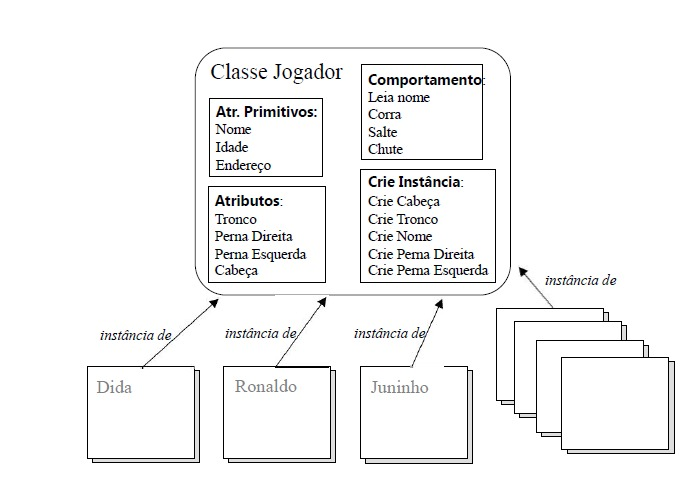 Classe Jogador
Atr. Primitivos:
Nome
Idade
Endereço
Atributos:
Tronco
Perna Direita
Perna Esquerda
Cabeça
Comportamento:
Leia nome
Corra
Salte
Chute
Crie Instância:
Crie Cabeça
Crie Tronco
Crie Nome
Crie Perna Direita
Crie Perna Esquerda
instância de
instância de
instância de
instância de
Dida
Ronaldo
Juninho